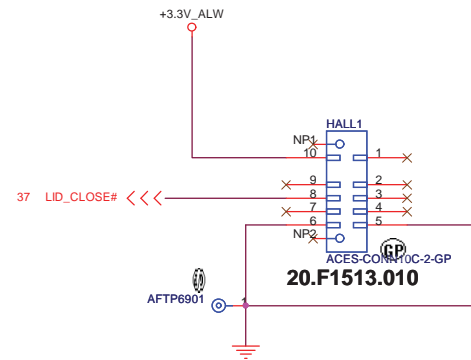 +3.3V_ALW
HALL1
NP1
10 1
9 2
37 LID_CLOSE# 8 3
7 4
6 5
NP2
GP
ACES-CONN10C-2-GP
20.F1513.010
AFTP6901 1